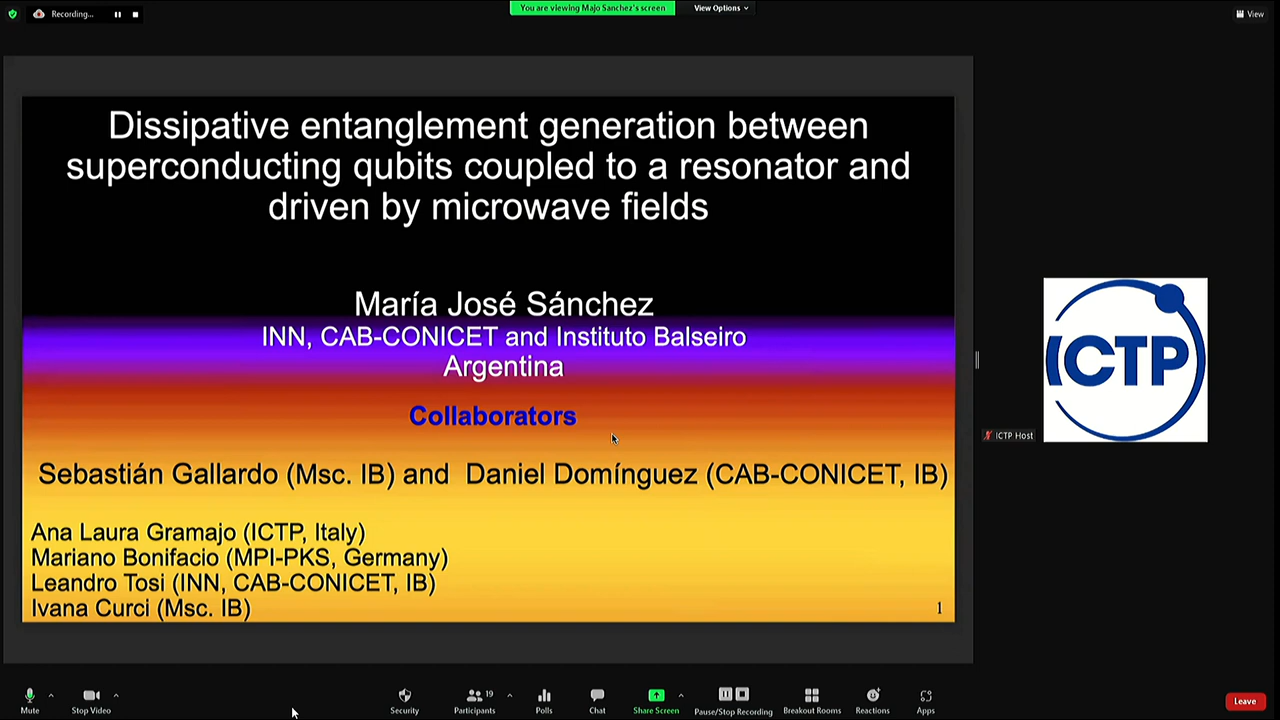 Recording...
You are viewing Majo Sanchez's screen
View Options
View
Dissipative entanglement generation between
superconducting qubits coupled to a resonator and
driven by microwave fields
María José Sánchez
INN, CAB-CONICET and Instituto Balseiro
Argentina
Collaborators
Sebastián Gallardo (Msc. IB) and Daniel Domínguez (CAB-CONICET, IB)
Ana Laura Gramajo (ICTP, Italy)
Mariano Bonifacio (MPI-PKS, Germany)
Leandro Tosi (INN, CAB-CONICET, IB)
Ivana Curci (Msc. IB)
1
ICTP
ICTP Host
Mute
Stop Video
Security
Participants
19
Polls
Chat
Share Screen
Pause/Stop Recording
Breakout Rooms
Reactions
Apps
Leave